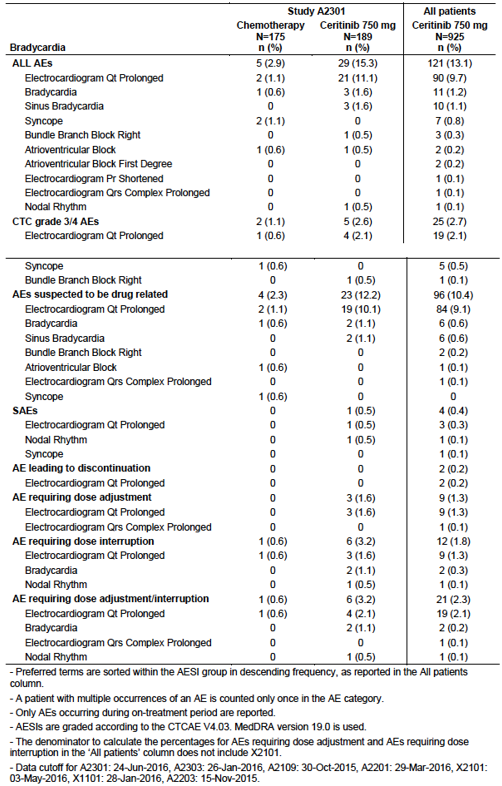 Study A2301 All patients
Chemotherapy Ceritinib 750 mg Ceritinib 750 mg
N=175 N=189 N=925
Bradycardia n (%) n (%) n (%)
ALL AEs 5 (2.9) 29 (15.3) 121 (13.1)
Electrocardiogram Qt Prolonged 2 (1.1) 21 (11.1) 90 (9.7)
Bradycardia 1 (0.6) 3 (1.6) 11 (1.2)
Sinus Bradycardia 0 3 (1.6) 10 (1.1)
Syncope 2 (1.1) 0 7 (0.8)
Bundle Branch Block Right 0 1 (0.5) 3 (0.3)
Atrioventricular Block 1 (0.6) 1 (0.5) 2 (0.2)
Atrioventricular Block First Degree 0 0 2 (0.2)
Electrocardiogram Pr Shortened 0 0 1 (0.1)
Electrocardiogram Qrs Complex Prolonged 0 0 1 (0.1)
Nodal Rhythm 0 1 (0.5) 1 (0.1)
CTC grade 3/4 AEs 2 (1.1) 5 (2.6) 25 (2.7)
Electrocardiogram Qt Prolonged 1 (0.6) 4 (2.1) 19 (2.1)
Syncope 1 (0.6) 0 5 (0.5)
Bundle Branch Block Right 0 1 (0.5) 1 (0.1)
AEs suspected to be drug related 4 (2.3) 23 (12.2) 96 (10.4)
Electrocardiogram Qt Prolonged 2 (1.1) 19 (10.1) 84 (9.1)
Bradycardia 1 (0.6) 2 (1.1) 6 (0.6)
Sinus Bradycardia 0 2 (1.1) 6 (0.6)
Bundle Branch Block Right 0 0 2 (0.2)
Atrioventricular Block 1 (0.6) 0 1 (0.1)
Electrocardiogram Qrs Complex Prolonged 0 0 1 (0.1)
Syncope 1 (0.6) 0 0
SAEs 0 1 (0.5) 4 (0.4)
Electrocardiogram Qt Prolonged 0 1 (0.5) 3 (0.3)
Nodal Rhythm 0 1 (0.5) 1 (0.1)
Syncope 0 0 1 (0.1)
AE leading to discontinuation 0 0 2 (0.2)
Electrocardiogram Qt Prolonged 0 0 2 (0.2)
AE requiring dose adjustment 0 3 (1.6) 9 (1.3)
Electrocardiogram Qt Prolonged 0 3 (1.6) 9 (1.3)
Electrocardiogram Qrs Complex Prolonged 0 0 1 (0.1)
AE requiring dose interruption 1 (0.6) 6 (3.2) 12 (1.8)
Electrocardiogram Qt Prolonged 1 (0.6) 3 (1.6) 9 (1.3)
Bradycardia 0 2 (1.1) 2 (0.3)
Nodal Rhythm 0 1 (0.5) 1 (0.1)
AE requiring dose adjustment/interruption 1 (0.6) 6 (3.2) 21 (2.3)
Electrocardiogram Qt Prolonged 1 (0.6) 4 (2.1) 19 (2.1)
Bradycardia 0 2 (1.1) 2 (0.2)
Electrocardiogram Qrs Complex Prolonged 0 0 1 (0.1)
Nodal Rhythm 0 1 (0.5) 1 (0.1)
- Preferred terms are sorted within the AESI group in descending frequency, as reported in the All patients
column.
- A patient with multiple occurrences of an AE is counted only once in the AE category.
- Only AEs occurring during on-treatment period are reported.
- AESIs are graded according to the CTCAE V4.03. MedDRA version 19.0 is used.
- The denominator to calculate the percentages for AEs requiring dose adjustment and AEs requiring dose
interruption in the 'All patients' column does not include X2101.
- Data cutoff for A2301: 24-Jun-2016, A2303: 26-Jan-2016, A2109: 30-Oct-2015, A2201: 29-Mar-2016, X2101:
03-May-2016, X1101: 28-Jan-2016, A2203: 15-Nov-2015.